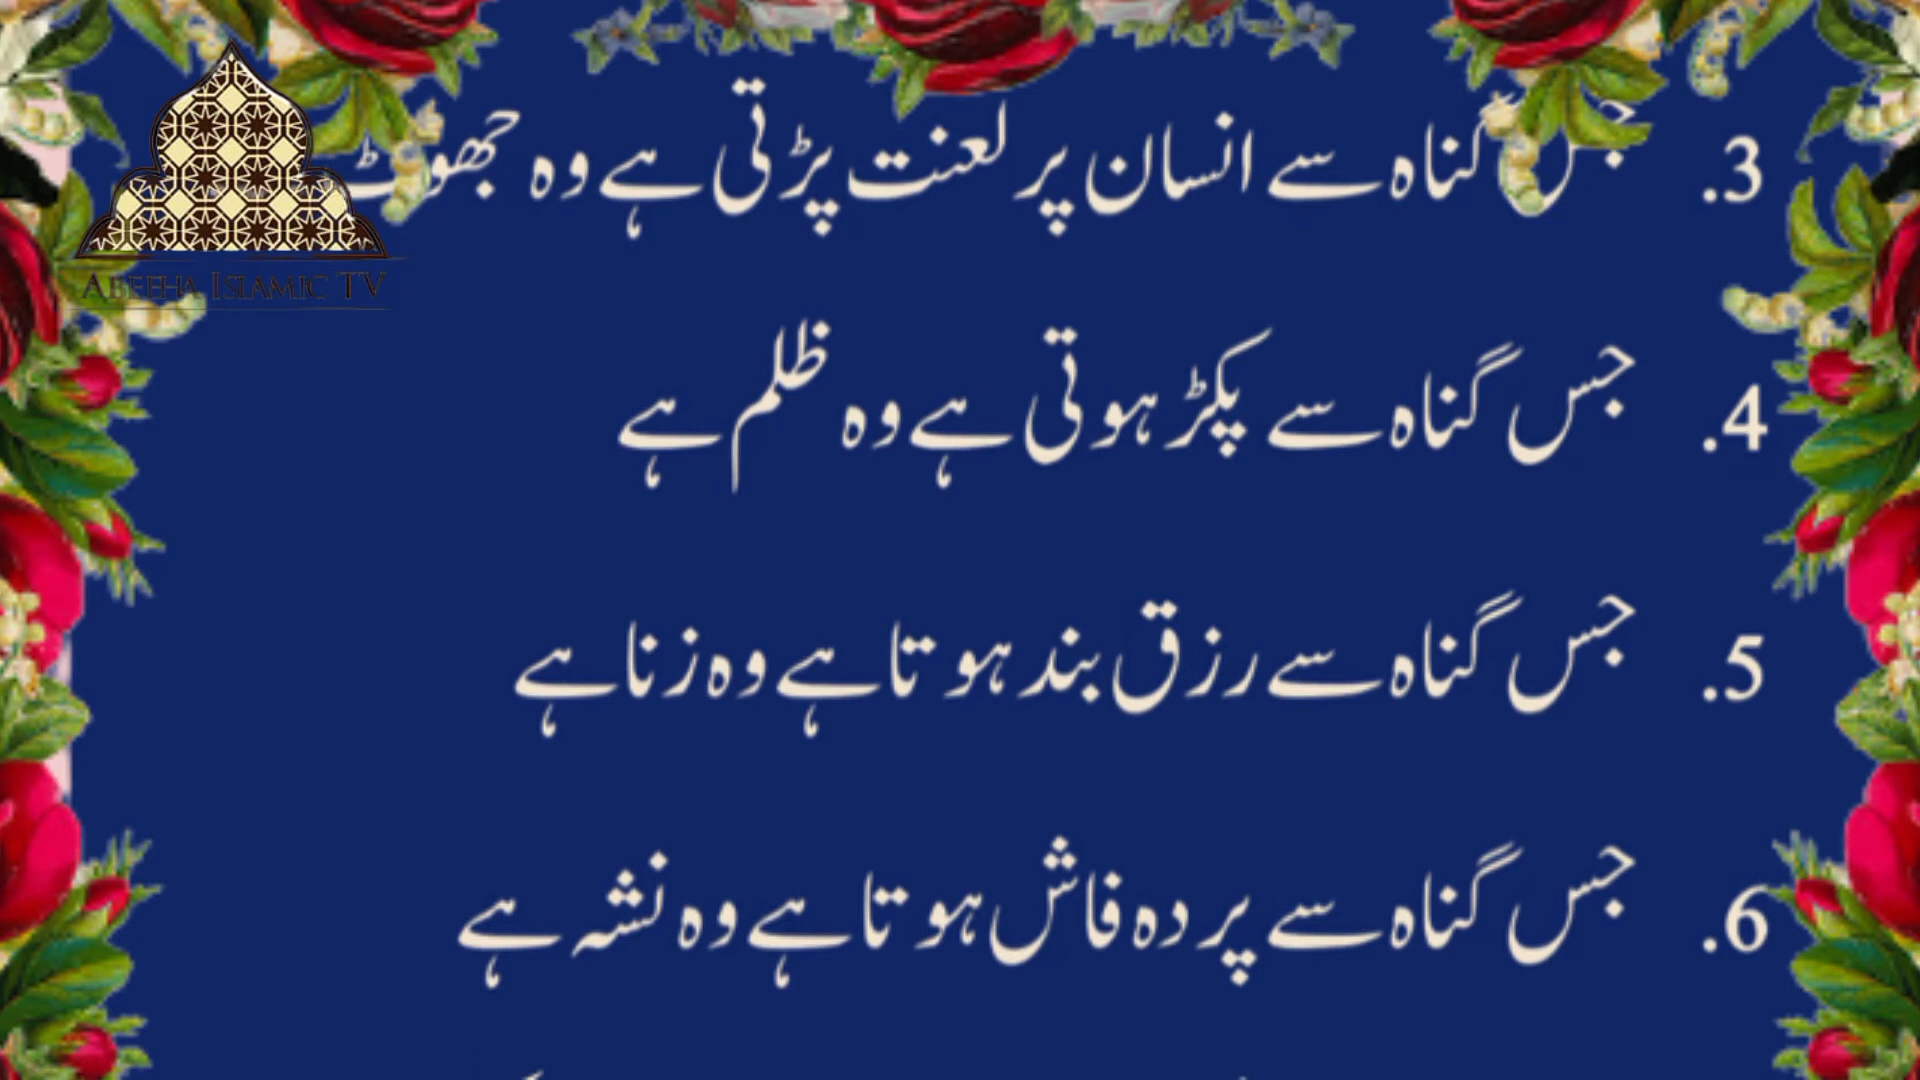 3. جس گناہ سے انسان پر لعنت پڑتی ہے وہ جھوٹ
ABEEHA ISLAMIC TV
4. جس گناہ سے پکڑ ہوتی ہے وہ ظلم ہے
5. جس گناہ سے رزق بند ہوتا ہے وہ زنا ہے
6. جس گناہ سے پردہ فاش ہوتا ہے وہ نشہ ہے